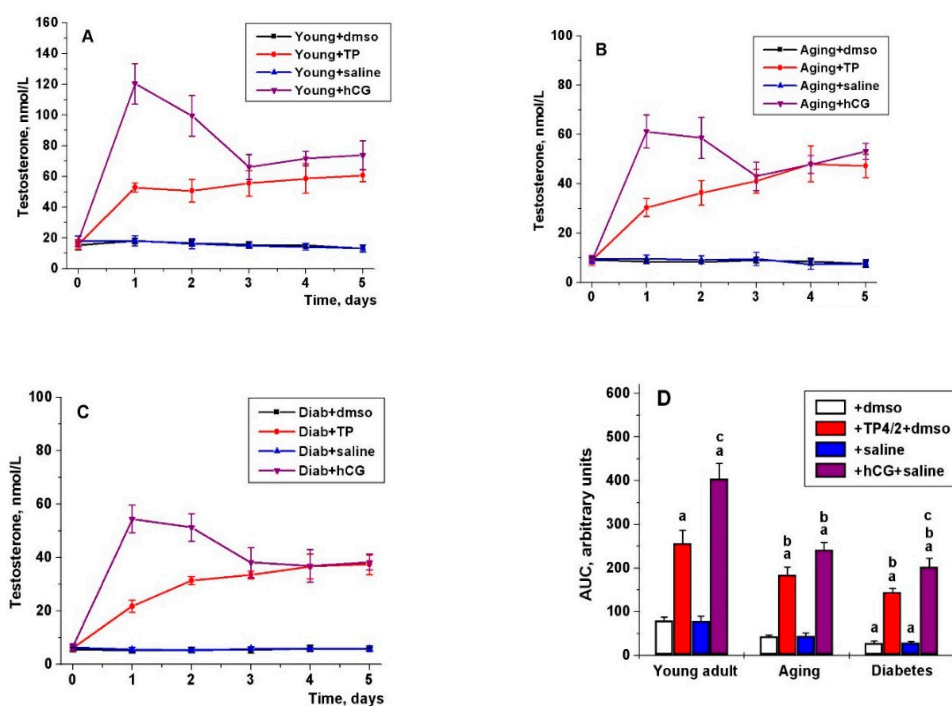 A
Young+dmso
Young+TP
Young+saline
Young+hCG
Testosterone, nmol/L
160
140
120
100
80
60
40
20
0
0 1 2 3 4 5
Time, days
B
Aging+dmso
Aging+TP
Aging+saline
Aging+hCG
Testosterone, nmol/L
100
80
60
40
20
0
0 1 2 3 4 5
Time, days
C
Diab+dmso
Diab+TP
Diab+saline
Diab+hCG
Testosterone, nmol/L
100
80
60
40
20
0
0 1 2 3 4 5
Time, days
D
+dmso
+TP4/2+dmso
+saline
+hCG+saline
AUC, arbitrary units
600
500
400
300
200
100
0
a
c
a
b
a
b
a
a
b
a
a
c
b
a
Young adult Aging Diabetes